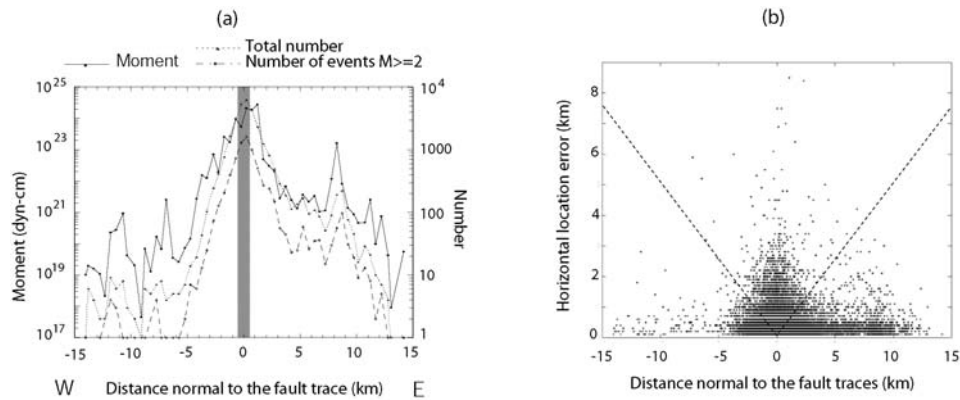 (a)
Total number
Moment
Number of events M>=2
10^25
10^23
10^21
10^19
10^17
Moment (dyn-cm)
10^4
1000
100
10
1
Number
-15 -10 -5 0 5 10 15
W Distance normal to the fault trace (km) E
(b)
8
6
4
2
0
Horizontal location error (km)
-15 -10 -5 0 5 10 15
Distance normal to the fault traces (km)